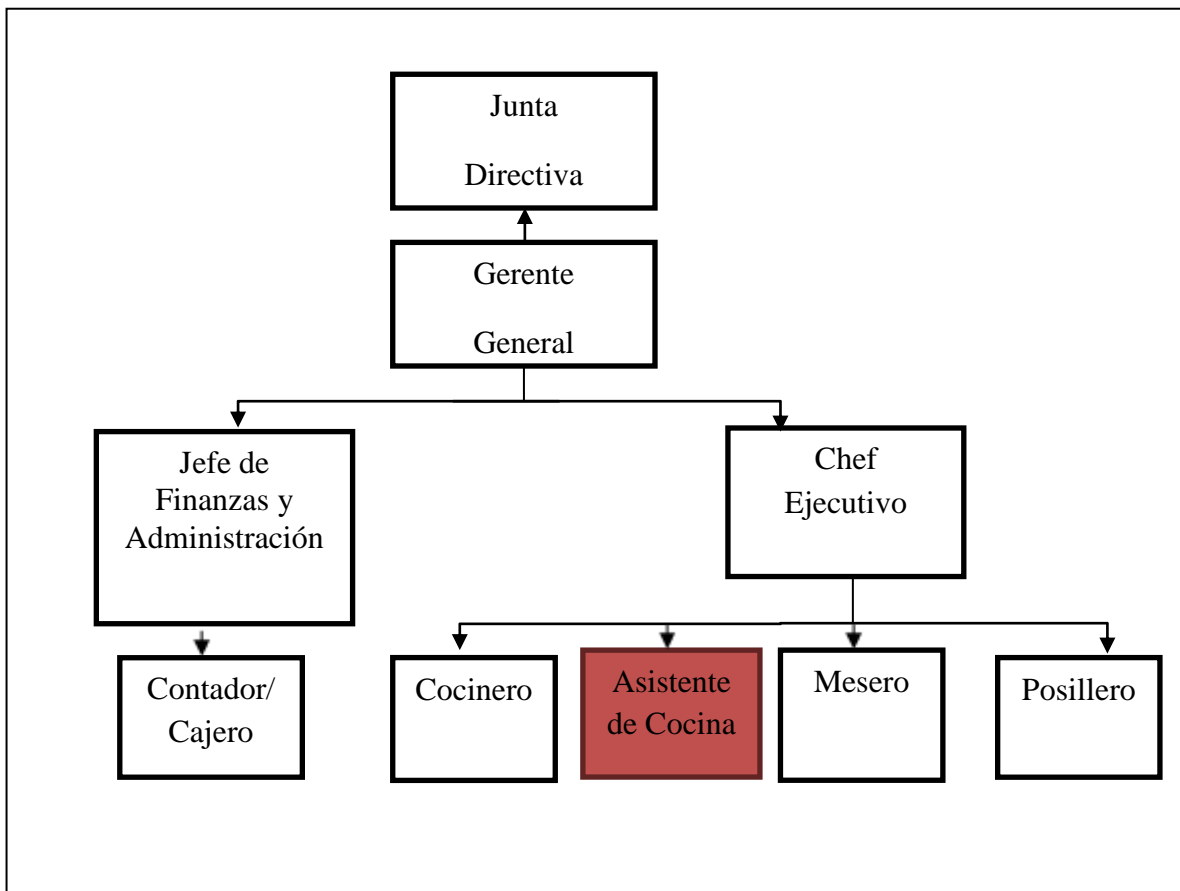 Junta
Directiva
Gerente
General
Jefe de
Finanzas y
Administración
Chef
Ejecutivo
Contador/
Cajero
Cocinero
Asistente
de Cocina
Mesero
Posillero